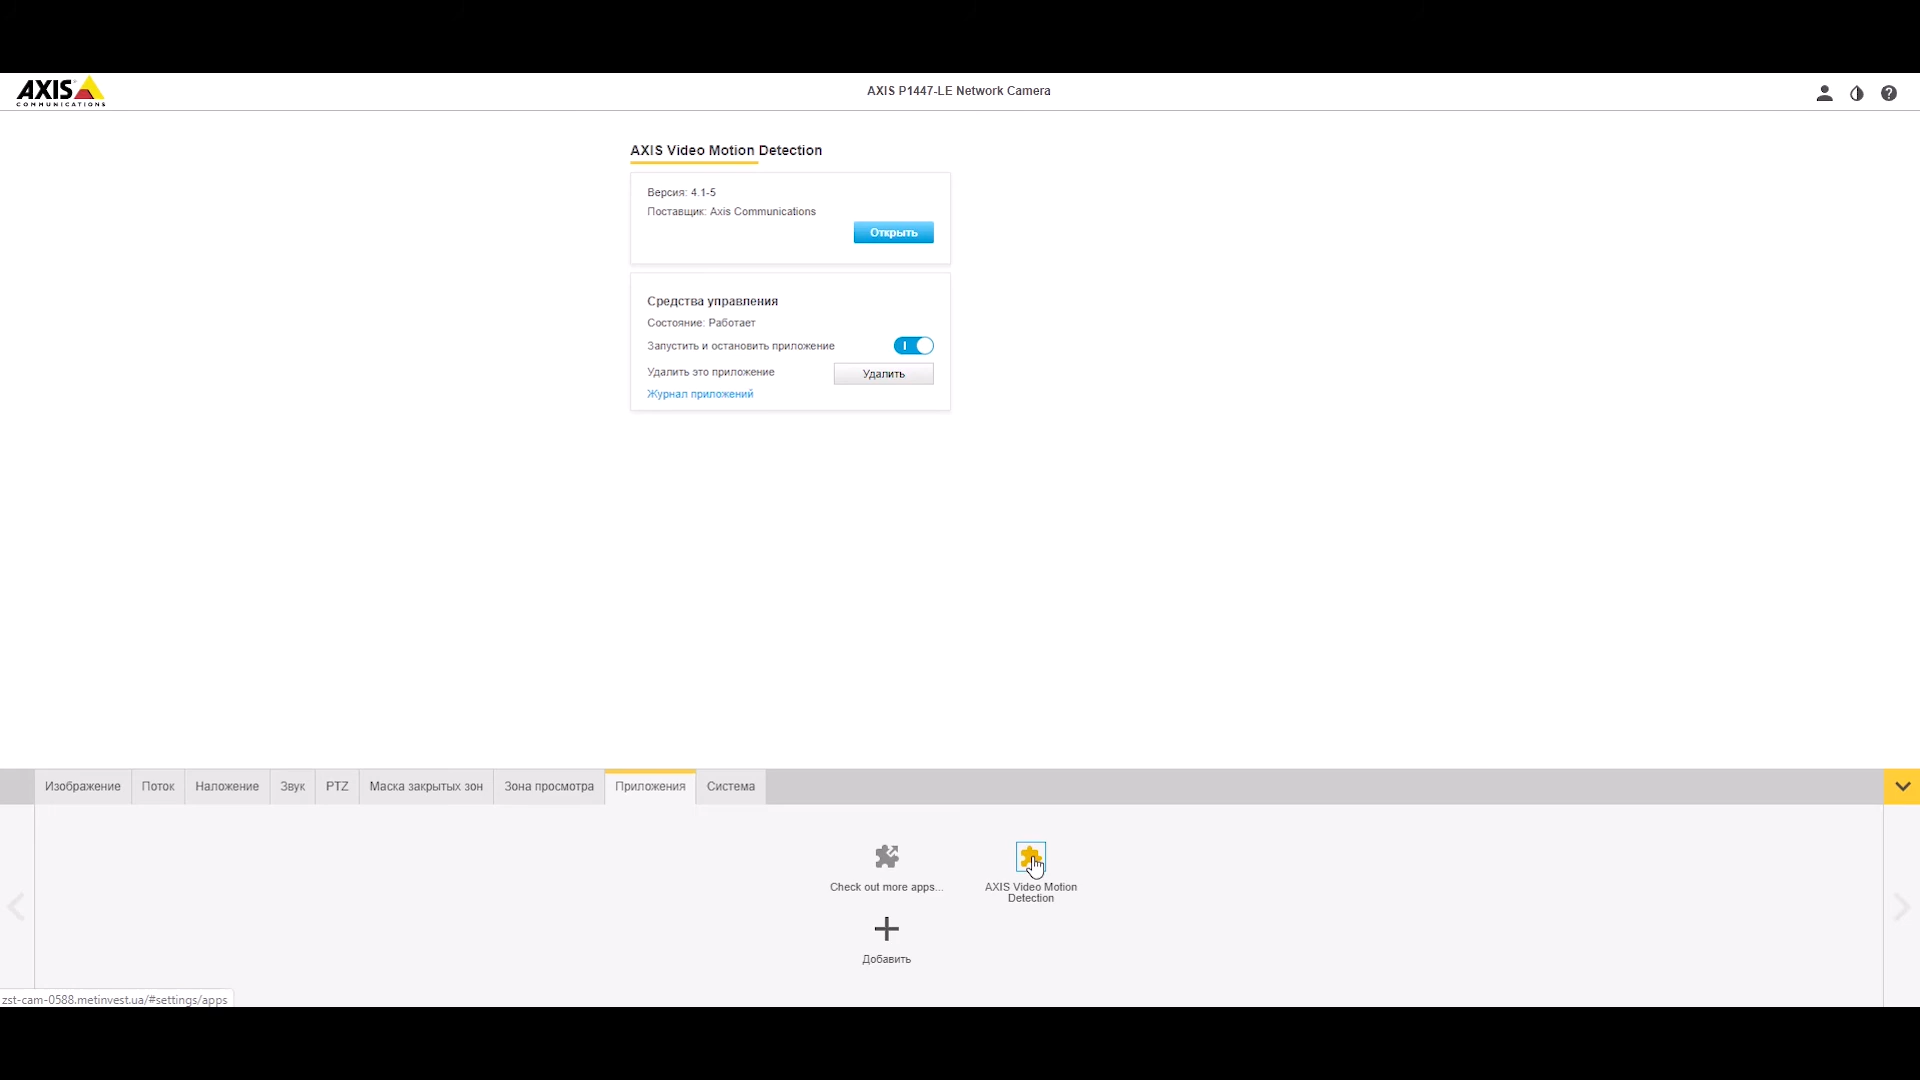 AXIS
COMMUNICATIONS
AXIS P1447-LE Network Camera
AXIS Video Motion Detection
Версия: 4.1-5
Поставщик: Axis Communications
Открыть
Средства управления
Состояние: Работает
Запустить и остановить приложение
Удалить это приложение
Удалить
Журнал приложений
Изображение
Поток
Наложение
Звук
PTZ
Маска закрытых зон
Зона просмотра
Приложения
Система
Check out more apps...
AXIS Video Motion
Detection
Добавить
zst-cam-0588.metinvest.ua/#settings/apps